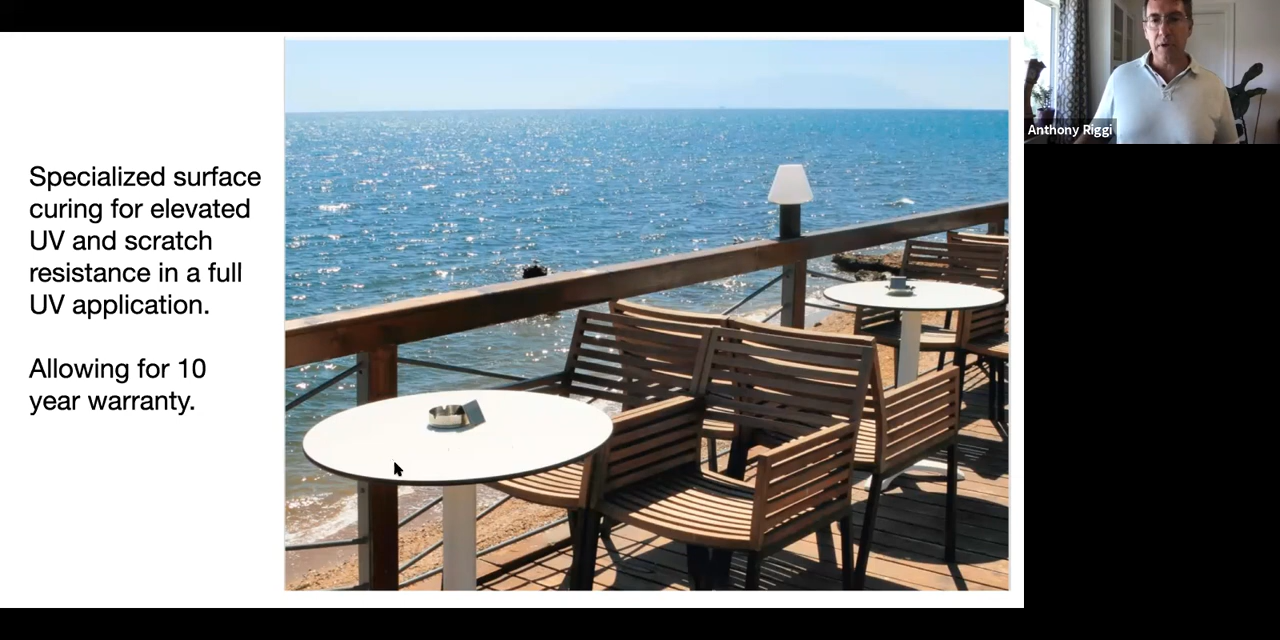 Specialized surface
curing for elevated
UV and scratch
resistance in a full
UV application.
Allowing for 10
year warranty.
Anthony Riggi